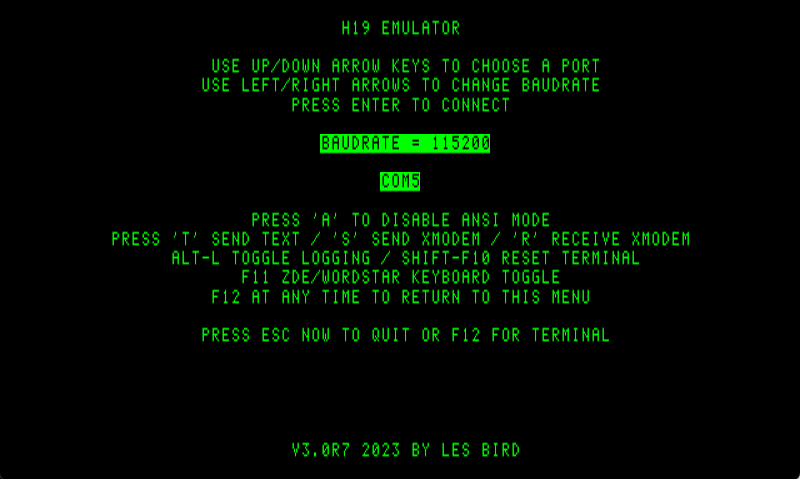 H19 EMULATOR
USE UP/DOWN ARROW KEYS TO CHOOSE A PORT
USE LEFT/RIGHT ARROWS TO CHANGE BAUDRATE
PRESS ENTER TO CONNECT
BAUDRATE = 115200
COM5
PRESS 'A' TO DISABLE ANSI MODE
PRESS 'T' SEND TEXT / 'S' SEND XMODEM / 'R' RECEIVE XMODEM
ALT-L TOGGLE LOGGING / SHIFT-F10 RESET TERMINAL
F11 ZDE/WORDSTAR KEYBOARD TOGGLE
F12 AT ANY TIME TO RETURN TO THIS MENU
PRESS ESC NOW TO QUIT OR F12 FOR TERMINAL
V3.0R7 2023 BY LES BIRD